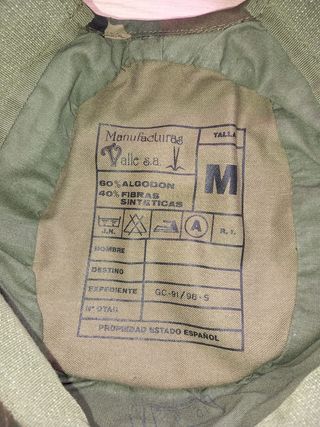 Manufacturas
Valle s.a.
TALLA
M
60% ALGODON
40% FIBRAS
SINTETICAS
J.N.
A
R.I.
NOMBRE
DESTINO
EXPEDIENTE
GC-91/98-S
Nº OTAN
PROPIEDAD ESTADO ESPAÑOL